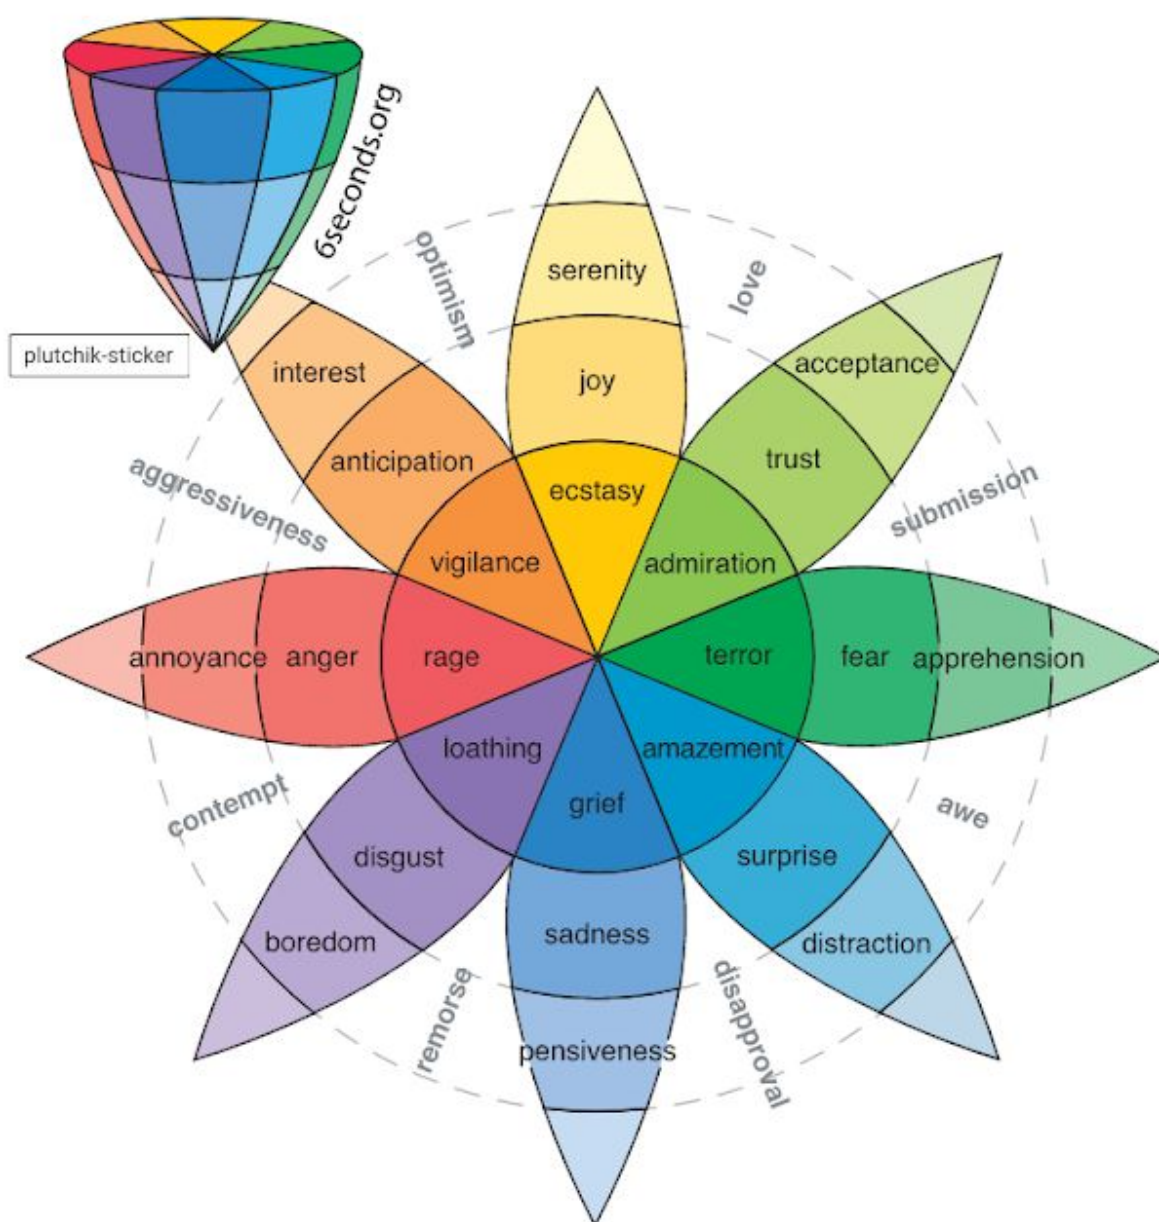 6seconds.org
plutchik-sticker
optimism
love
serenity
interest
acceptance
joy
anticipation
trust
aggressiveness
ecstasy
submission
vigilance
admiration
annoyance
anger
rage
terror
fear
apprehension
loathing
amazement
contempt
grief
awe
disgust
surprise
boredom
sadness
distraction
remorse
disapproval
pensiveness